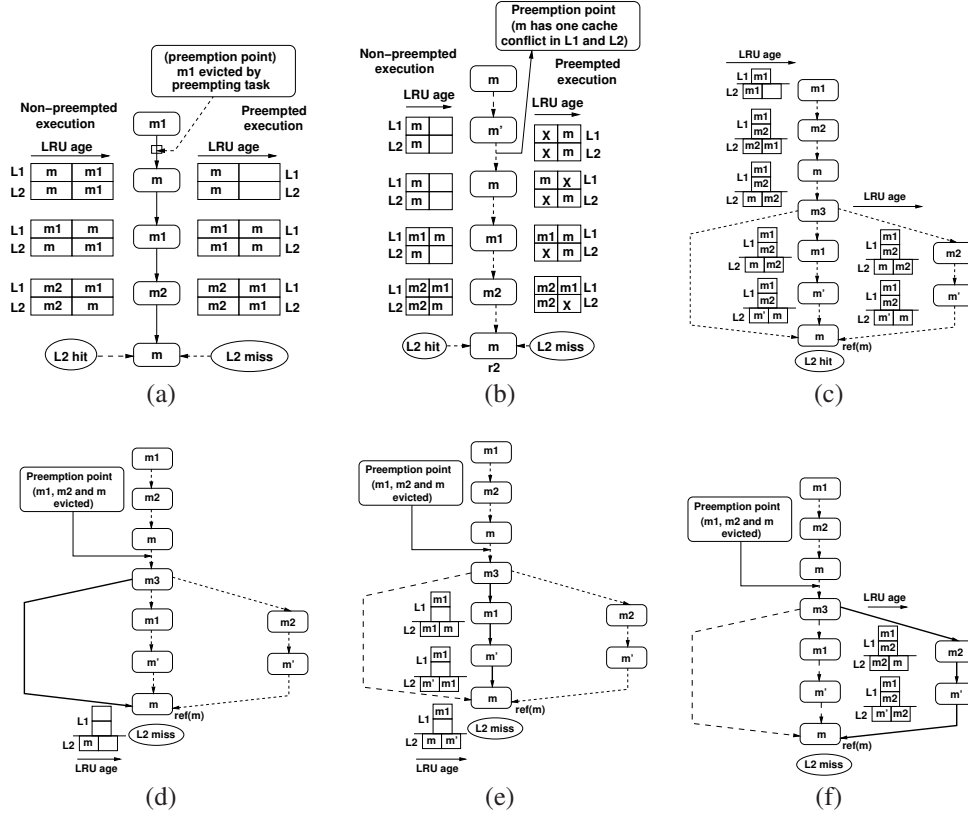 (preemption point)
m1 evicted by
preempting task
Non−preempted
execution
Preempted
execution
LRU age
LRU age
m1
L1 m m1
L2 m m1
m
m L1
m m1 L2
L1 m1 m
L2 m m1
m1
m1 m L1
m1 m L2
L1 m2 m1
L2 m2 m
m2
m2 m1 L1
m2 m1 L2
L2 hit
m
L2 miss
(a)
Preemption point
(m has one cache
conflict in L1 and L2)
Non−preempted
execution
Preempted
execution
LRU age
LRU age
m
L1 m
L2 m
m'
X m L1
X m L2
m
m
m
m X L1
X m L2
L1 m1 m
L2 m
m1
m1 m L1
X m L2
L1 m2 m1
L2 m2 m
m2
m2 m1 L1
m2 X L2
L2 hit
m
L2 miss
r2
(b)
LRU age
L1 m1
L2 m1
m1
L1 m1
m2
L2 m2 m1
m2
L1 m1
m2
L2 m m2
m
m3
LRU age
L1 m1
m2
L2 m m2
m1
L1 m1
m2
L2 m m2
m2
L1 m1
m2
L2 m' m
m'
L1 m1
m2
L2 m' m
m'
m
ref(m)
L2 hit
(c)
m1
Preemption point
(m1, m2 and m
evicted)
m2
m
m3
m1
m2
m'
m'
m
ref(m)
L1
L2 m
L2 miss
LRU age
(d)
m1
Preemption point
(m1, m2 and m
evicted)
m2
m
m3
L1 m1
L2 m1 m
m1
m2
L1 m1
L2 m' m1
m'
m'
m
ref(m)
L1 m1
L2 m m'
L2 miss
LRU age
(e)
m1
Preemption point
(m1, m2 and m
evicted)
m2
m
m3
LRU age
m1
L1 m1
m2
L2 m2 m
m2
m'
L1 m1
m2
L2 m' m2
m'
m
ref(m)
L2 miss
(f)